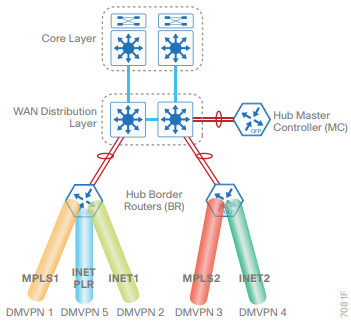 Core Layer
WAN Distribution
Layer
Hub Master
Controller (MC)
QFP
Hub Border
Routers (BR)
MPLS1
INET
PLR
INET1
MPLS2
INET2
DMVPN 1
DMVPN 5
DMVPN 2
DMVPN 3
DMVPN 4
7081F